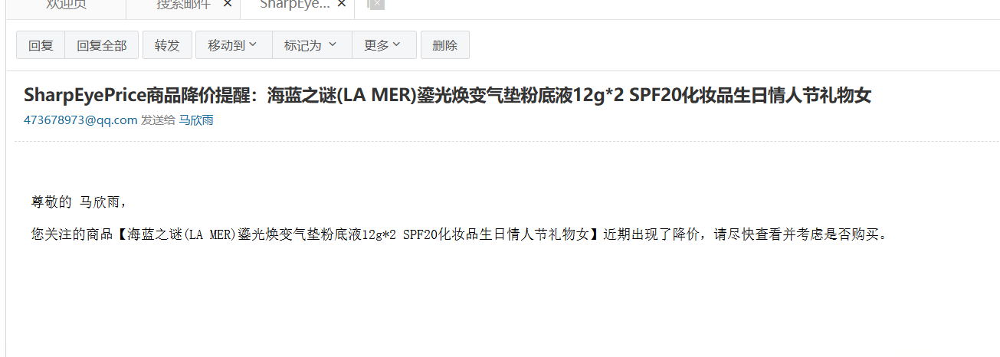 欢迎页 搜索邮件 × SharpEye... ×
回复 回复全部 转发 移动到 标记为 更多 删除
SharpEyePrice商品降价提醒：海蓝之谜(LA MER)鎏光焕变气垫粉底液12g*2 SPF20化妆品生日情人节礼物女
473678973@qq.com 发送给 马欣雨
尊敬的 马欣雨，
您关注的商品【海蓝之谜(LA MER)鎏光焕变气垫粉底液12g*2 SPF20化妆品生日情人节礼物女】近期出现了降价，请尽快查看并考虑是否购买。